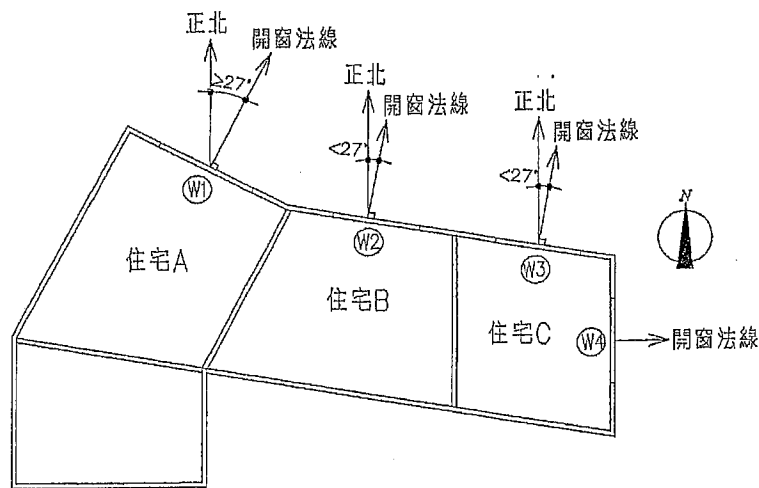 正北
開窗法線
≥27°
正北
開窗法線
<27°
正北
開窗法線
<27°
W1
W2
W3
N
住宅A
住宅B
住宅C
W4
開窗法線